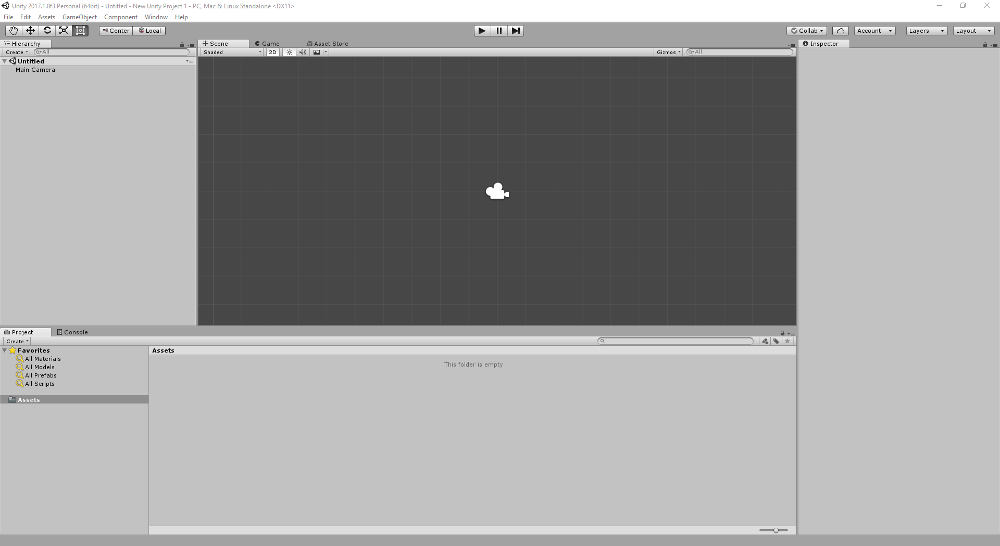 Unity 2017.1.0f3 Personal (64bit) - Untitled - New Unity Project 1 - PC, Mac & Linux Standalone <DX11>
File Edit Assets GameObject Component Window Help
Center Local Collab Account Layers Layout
Hierarchy Scene Game Asset Store Inspector
Create All Shaded 2D Gizmos All
Untitled
Main Camera
Project Console
Create
Favorites Assets
All Materials This folder is empty
All Models
All Prefabs
All Scripts
Assets